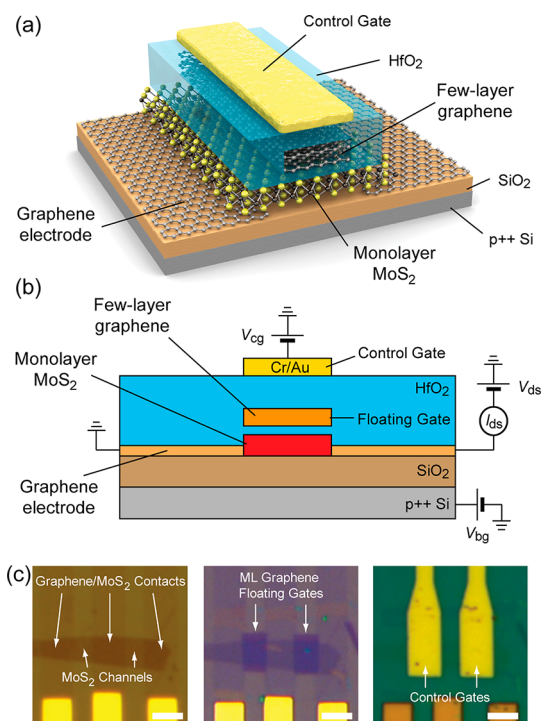 (a)
Control Gate
HfO2
Few-layer
graphene
SiO2
Graphene
electrode
p++ Si
Monolayer
MoS2
(b)
Few-layer
graphene
Vcg
Control Gate
Cr/Au
Monolayer
MoS2
HfO2
Vds
Floating Gate
Ids
SiO2
Graphene
electrode
p++ Si
Vbg
(c)
Graphene/MoS2 Contacts
MoS2 Channels
ML Graphene
Floating Gates
Control Gates